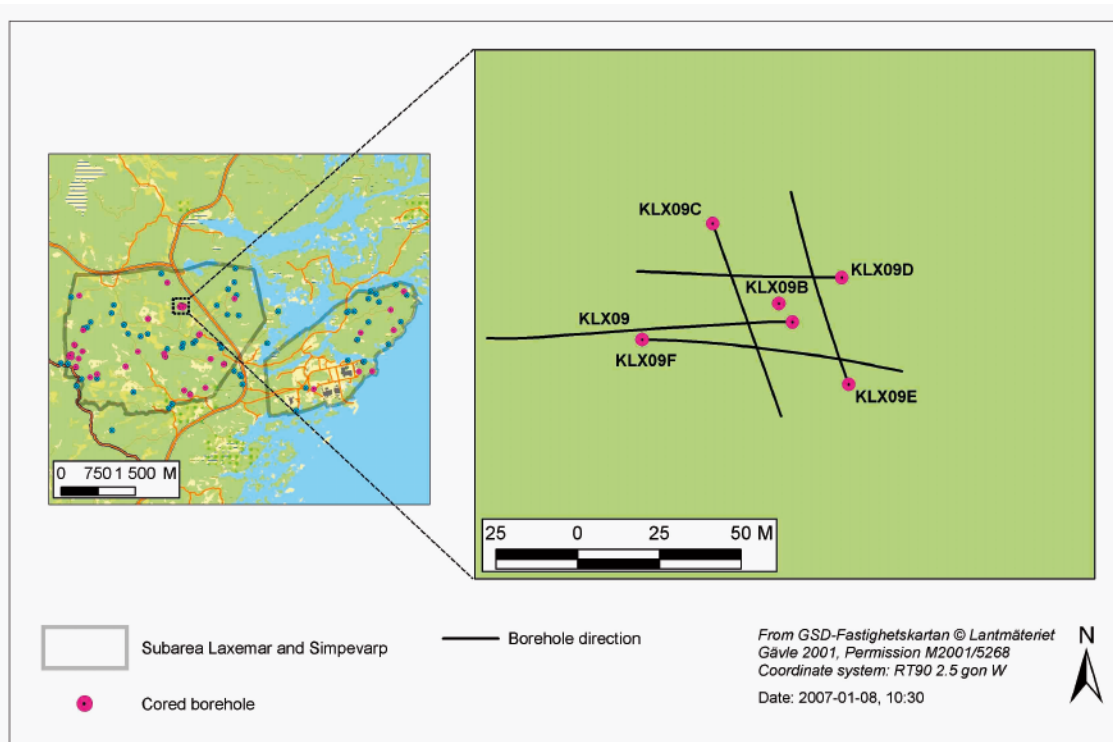 KLX09C
KLX09D
KLX09B
KLX09
KLX09F
KLX09E
0 750 1 500 M
25 0 25 50 M
Subarea Laxemar and Simpevarp
Borehole direction
Cored borehole
From GSD-Fastighetskartan © Lantmäteriet
Gävle 2001, Permission M2001/5268
Coordinate system: RT90 2.5 gon W
Date: 2007-01-08, 10:30
N